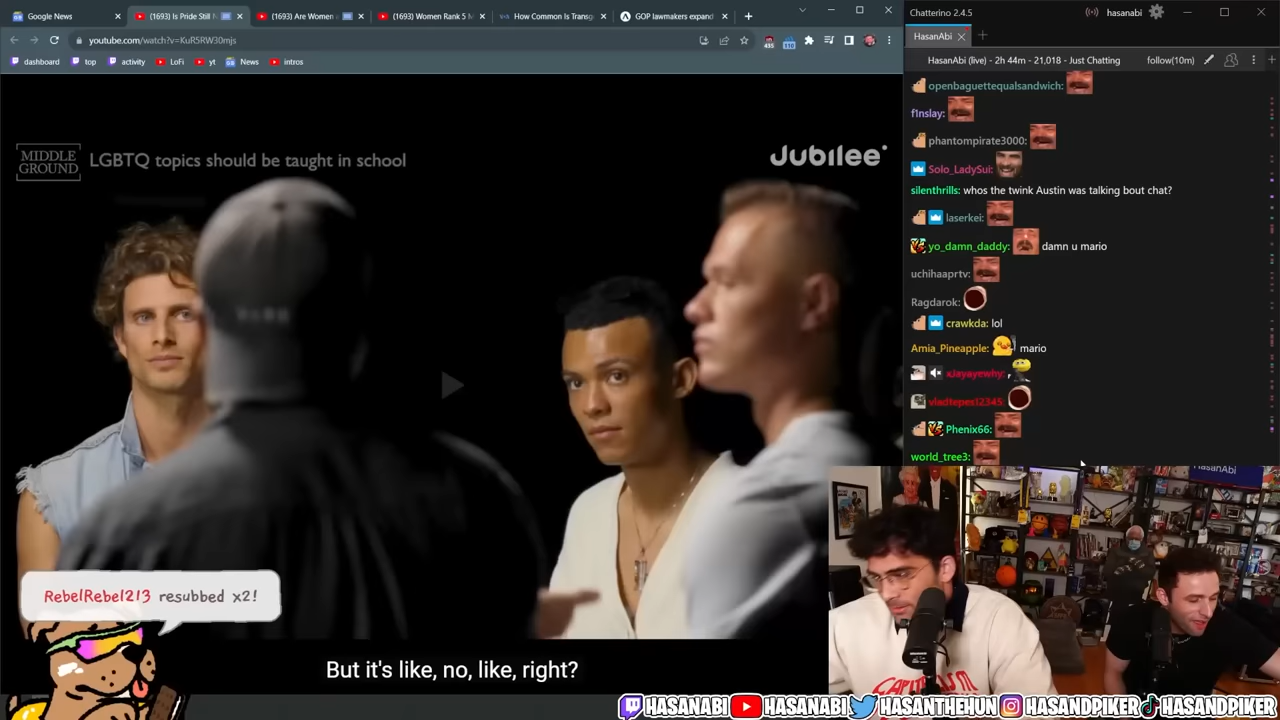 Google News
(1693) Is Pride Still N
(1693) Are Women
(1693) Women Rank 5 M
How Common Is Transg
GOP lawmakers expand
youtube.com/watch?v=KuR5RW30mjs
435
110
dashboard
top
activity
LoFi
yt
News
intros
MIDDLE
GROUND
LGBTQ topics should be taught in school
Jubilee
But it's like, no, like, right?
RebelRebel213 resubbed x2!
Chatterino 2.4.5
hasanabi
HasanAbi
HasanAbi (live) - 2h 44m - 21,018 - Just Chatting
follow(10m)
openbaguettequalsandwich:
f1nslay:
phantompirate3000:
Solo_LadySui:
silenthrills: whos the twink Austin was talking bout chat?
laserkei:
yo_damn_daddy: damn u mario
uchihaaprtv:
Ragdarok:
crawkda: lol
Amia_Pineapple: mario
xJayayewhy:
vladtepes12345:
Phenix66:
world_tree3:
HasanAbi
HASANABI
HASANABI
HASANTHEHUN
HASANDPIKER
HASANDPIKER